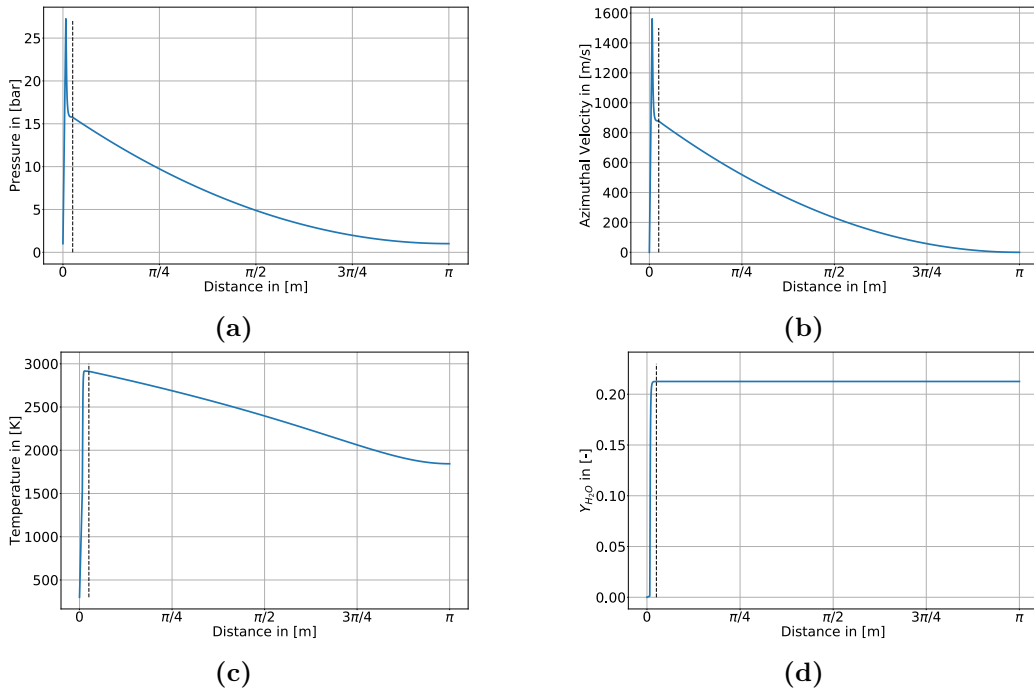 Pressure in [bar]
25
20
15
10
5
0
0 π/4 π/2 3π/4 π
Distance in [m]
(a)
Azimuthal Velocity in [m/s]
1600
1400
1200
1000
800
600
400
200
0
0 π/4 π/2 3π/4 π
Distance in [m]
(b)
Temperature in [K]
3000
2500
2000
1500
1000
500
0 π/4 π/2 3π/4 π
Distance in [m]
(c)
Y_{H_2O} in [-]
0.20
0.15
0.10
0.05
0.00
0 π/4 π/2 3π/4 π
Distance in [m]
(d)